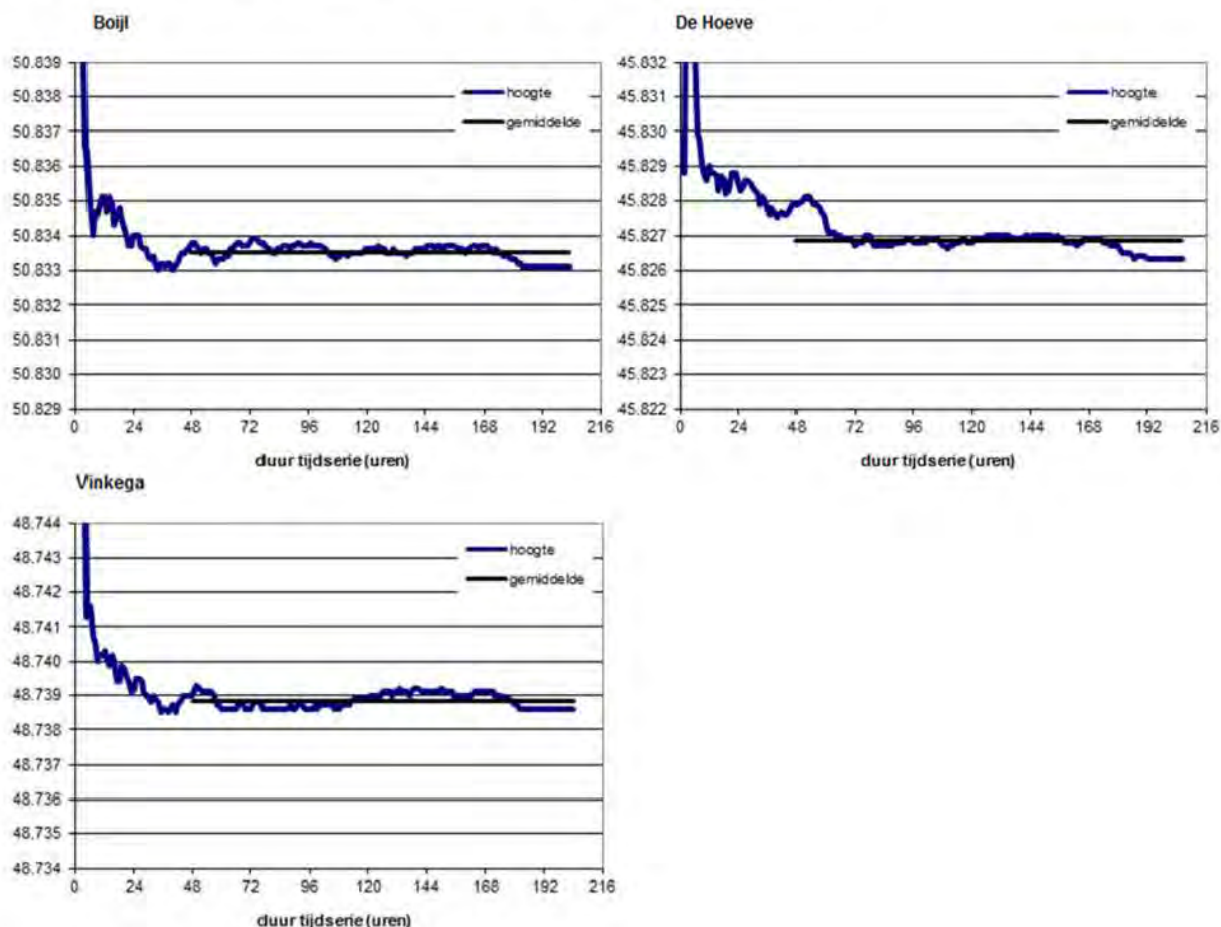 Boijl
50.839
50.838
50.837
50.836
50.835
50.834
50.833
50.832
50.831
50.830
50.829
0 24 48 72 96 120 144 168 192 216
duur tijdserie (uren)
hoogte
gemiddelde
De Hoeve
45.832
45.831
45.830
45.829
45.828
45.827
45.826
45.825
45.824
45.823
45.822
0 24 48 72 96 120 144 168 192 216
duur tijdserie (uren)
hoogte
gemiddelde
Vinkega
48.744
48.743
48.742
48.741
48.740
48.739
48.738
48.737
48.736
48.735
48.734
0 24 48 72 96 120 144 168 192 216
duur tijdserie (uren)
hoogte
gemiddelde